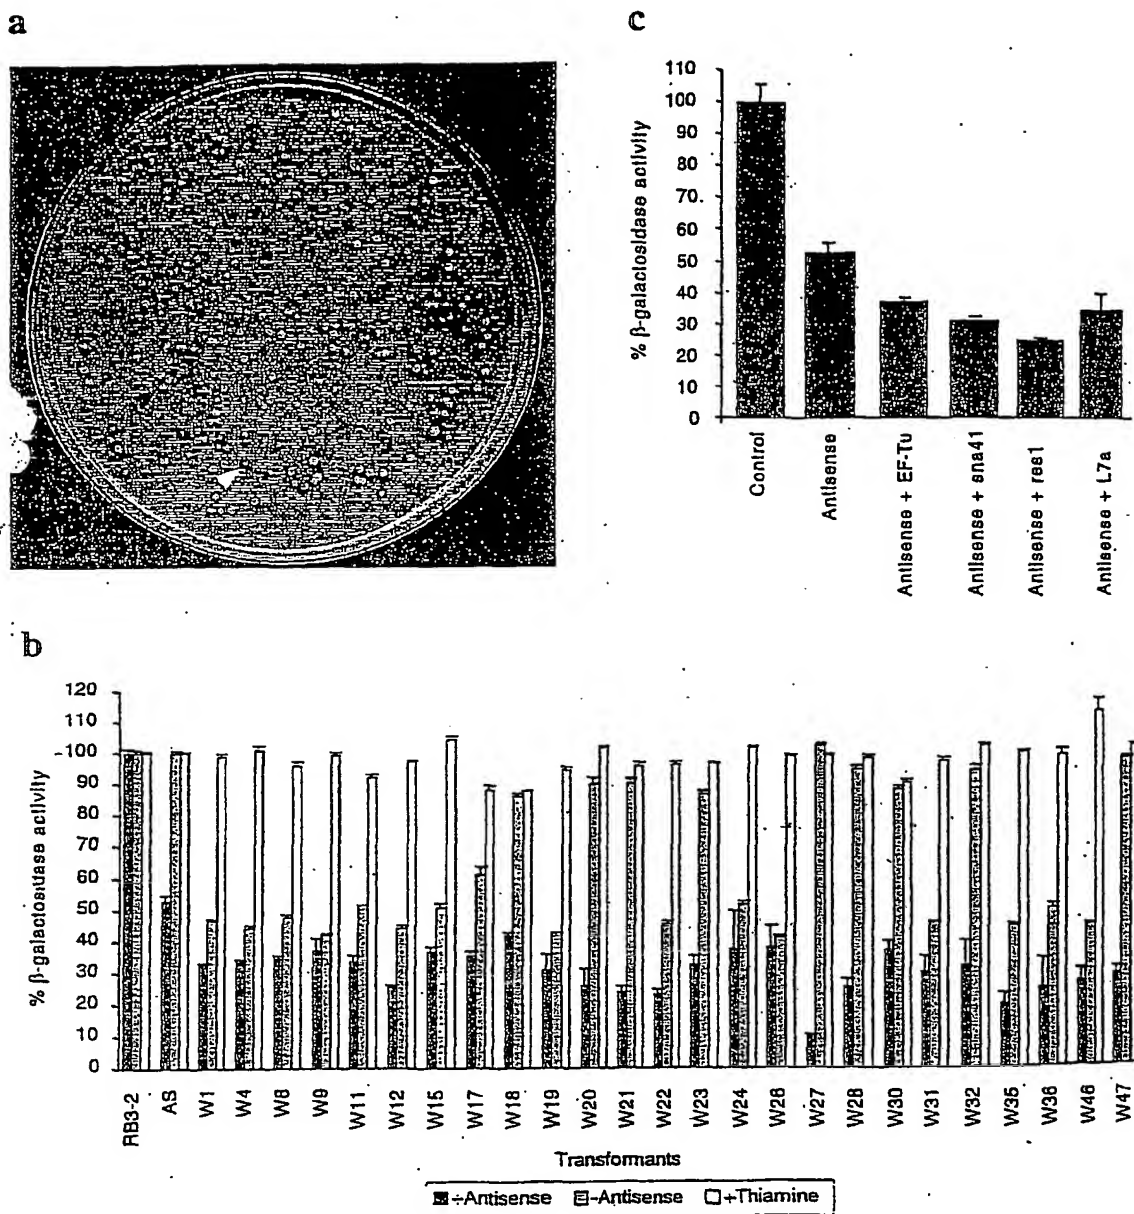 a
c
% β-galactosidase activity
110
100
90
80
70
60
50
40
30
20
10
0
Control
Antisense
Antisense + EF-Tu
Antisense + sna41
Antisense + res1
Antisense + L7a
b
% β-galactosidase activity
120
110
100
90
80
70
60
50
40
30
20
10
0
RB3-2
AS
W1
W4
W8
W9
W11
W12
W15
W17
W18
W19
W20
W21
W22
W23
W24
W26
W27
W28
W30
W31
W32
W35
W36
W46
W47
Transformants
+Antisense -Antisense +Thiamine